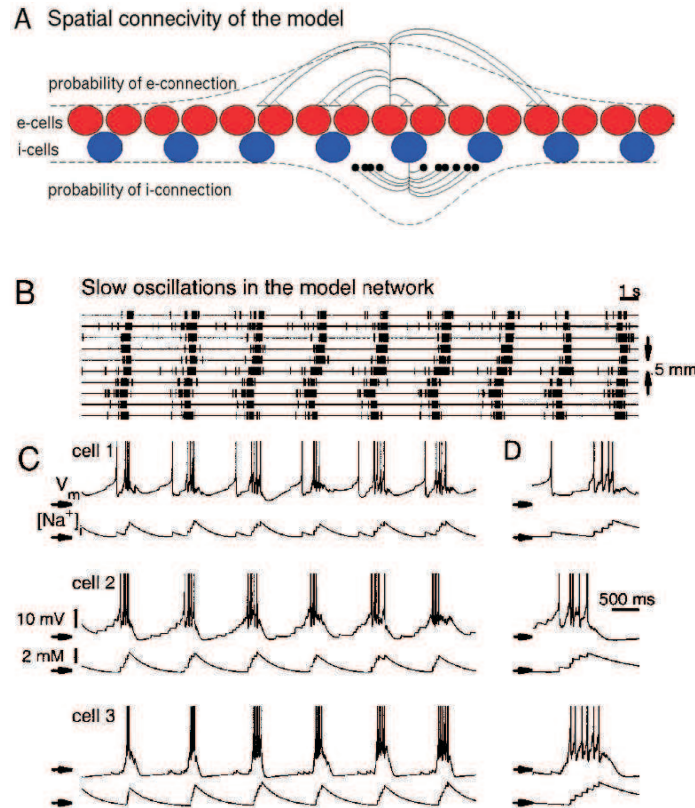 A Spatial connecivity of the model
probability of e-connection
e-cells
i-cells
probability of i-connection
B Slow oscillations in the model network
1 s
.5 mm
C cell 1
D
Vm
[Na+]
cell 2
500 ms
10 mV
2 mM
cell 3